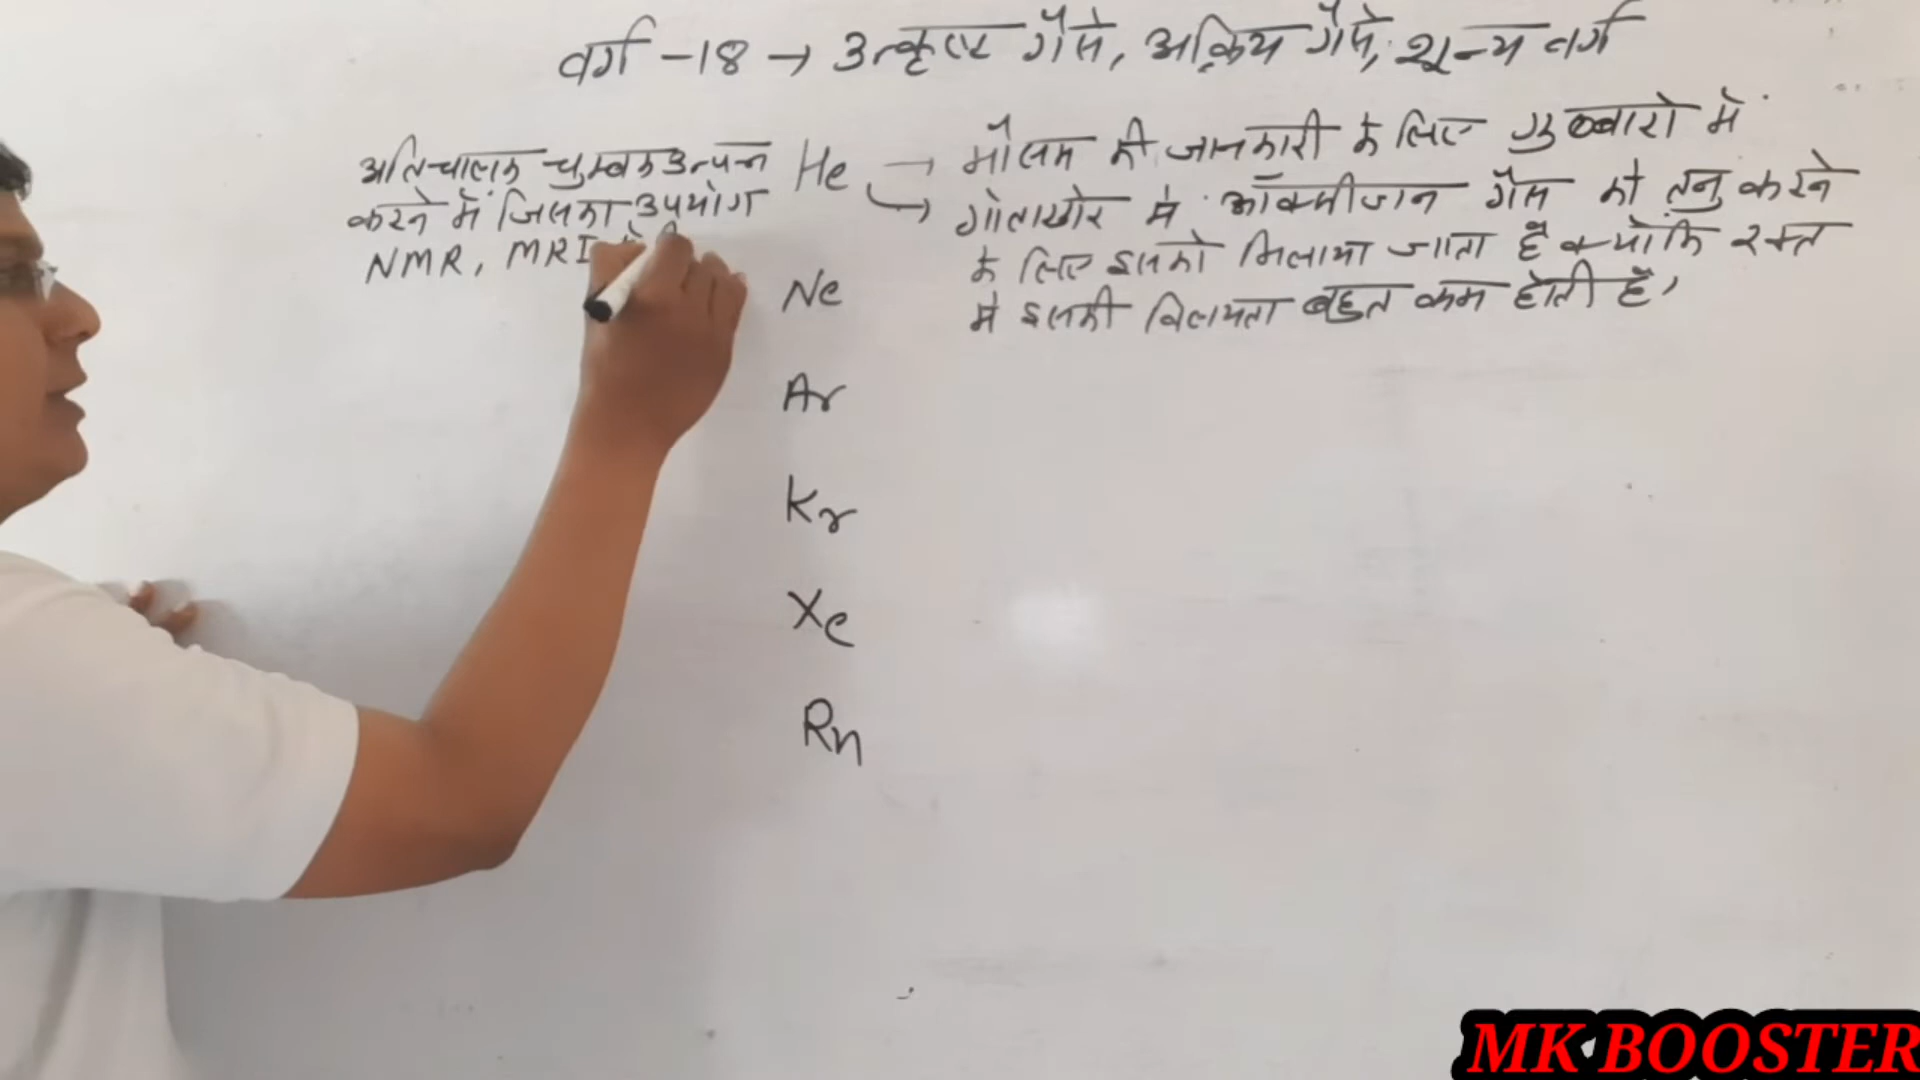 वर्ग -18 → उत्कृष्ट गैसे, अक्रिय गैसे, शून्य वर्ग
अतिचालक चुम्बक उत्पन्न
करने में जिसका उपयोग
NMR, MRI
He → मौसम की जानकारी के लिए गुब्बारो में
→ गोताखोर मे ऑक्सीजान गैस को तनु करने
के लिए इसको मिलाया जाता है क्योकि रक्त
मे इसकी विलायता बहुत कम होती है,
Ne
Ar
Kr
Xe
Rn
MK BOOSTER